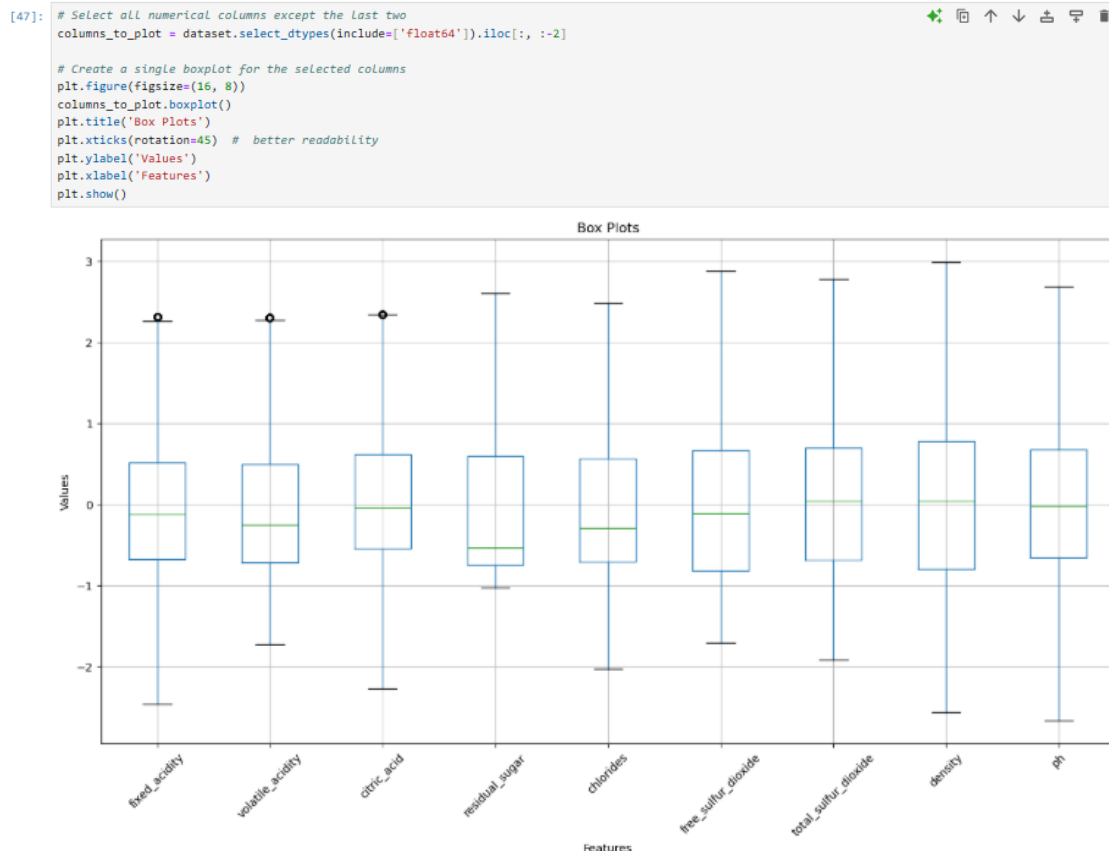 [47]: # Select all numerical columns except the last two
columns_to_plot = dataset.select_dtypes(include=['float64']).iloc[:, :-2]
# Create a single boxplot for the selected columns
plt.figure(figsize=(16, 8))
columns_to_plot.boxplot()
plt.title('Box Plots')
plt.xticks(rotation=45)  #  better readability
plt.ylabel('Values')
plt.xlabel('Features')
plt.show()
Box Plots
3
2
1
0
−1
−2
Values
fixed_acidity
volatile_acidity
citric_acid
residual_sugar
chlorides
free_sulfur_dioxide
total_sulfur_dioxide
density
ph
Features